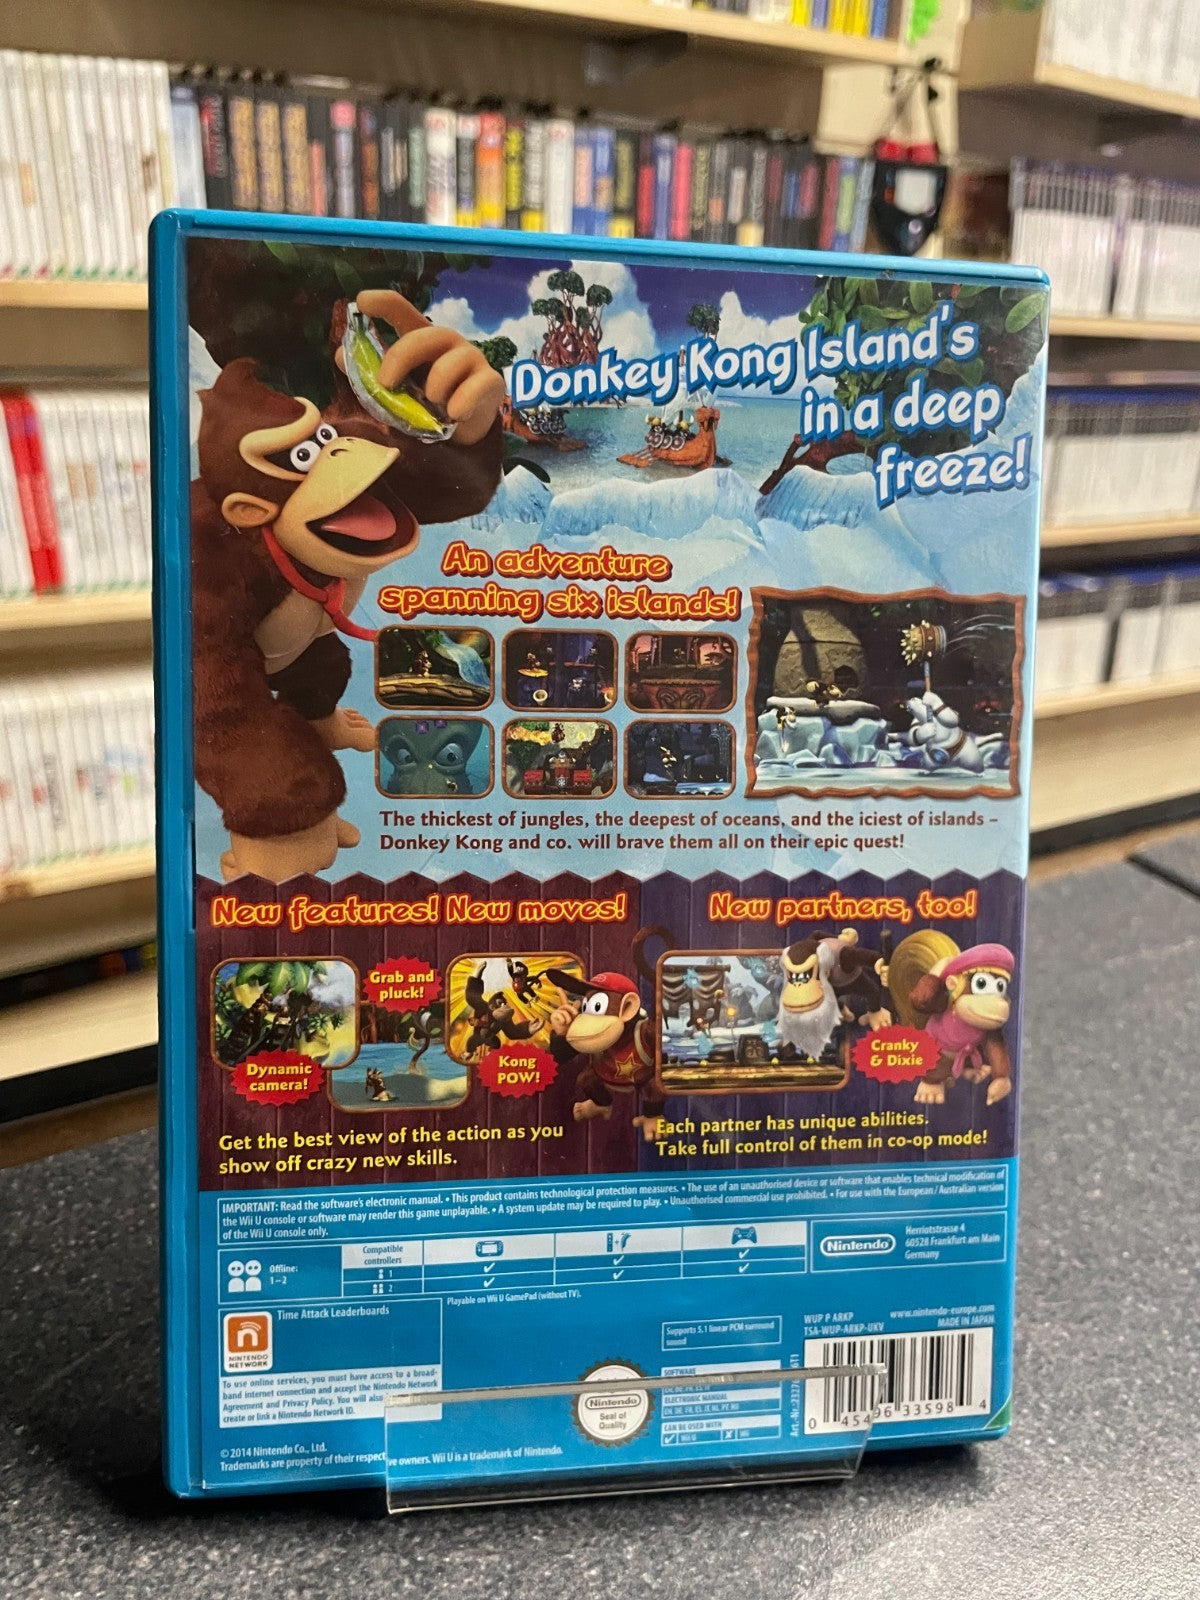 Donkey Kong Island's
in a deep
freeze!
An adventure
spanning six islands!
The thickest of jungles, the deepest of oceans, and the iciest of islands –
Donkey Kong and co. will brave them all on their epic quest!
New features! New moves!
Grab and
pluck!
Dynamic
camera!
Kong
POW!
Get the best view of the action as you
show off crazy new skills.
New partners, too!
Cranky
& Dixie
Each partner has unique abilities.
Take full control of them in co-op mode!
IMPORTANT: Read the software's electronic manual. • This product contains technological protection measures. • The use of an unauthorised device or software that enables technical modification of
the Wii U console or software may render this game unplayable. • A system update may be required to play. • Unauthorised commercial use prohibited. • For use with the European/Australian version
of the Wii U console only.
Offline:
1–2
Compatible
controllers
1
2
Playable on Wii U GamePad (without TV).
Nintendo
Herriotstrasse 4
60528 Frankfurt am Main
Germany
NINTENDO
NETWORK
Time Attack Leaderboards
To use online services, you must have access to a broad-
band internet connection and accept the Nintendo Network
Agreement and Privacy Policy. You will also
create or link a Nintendo Network ID.
Supports 5.1 linear PCM surround
sound
SOFTWARE
ELECTRONIC MANUAL
CAN BE USED WITH
Wii U
Wii
Nintendo
Seal of
Quality
WUP P ARKP
TSA-WUP-ARKP-UKV
www.nintendo-europe.com
MADE IN JAPAN
0 45496 33598 4
© 2014 Nintendo Co., Ltd.
Trademarks are property of their respective owners. Wii U is a trademark of Nintendo.